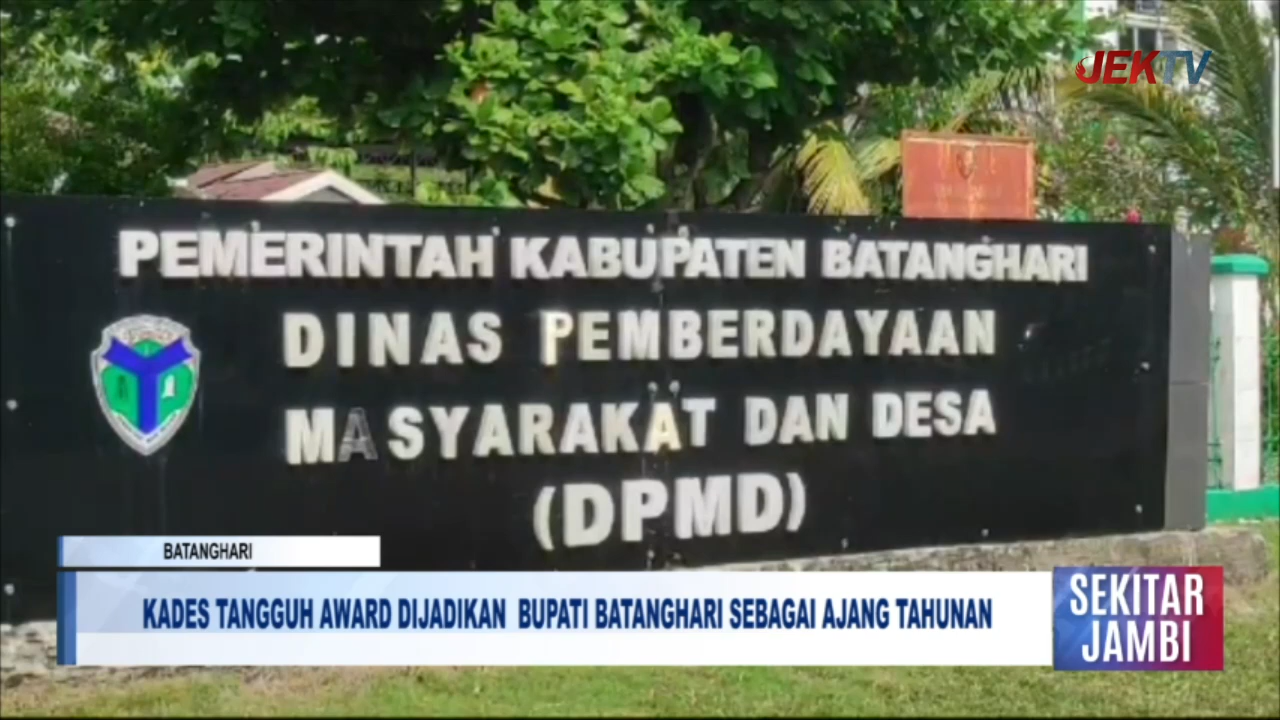 JEKTV
PEMERINTAH KABUPATEN BATANGHARI
DINAS PEMBERDAYAAN
MASYARAKAT DAN DESA
(DPMD)
BATANGHARI
KADES TANGGUH AWARD DIJADIKAN BUPATI BATANGHARI SEBAGAI AJANG TAHUNAN
SEKITAR
JAMBI